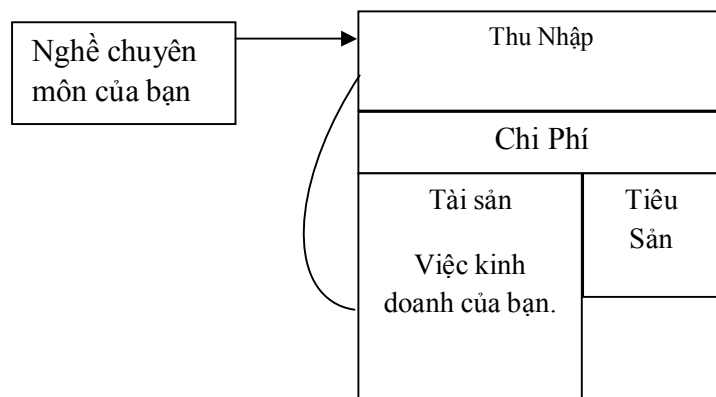 Nghề chuyên
môn của bạn
Thu Nhập
Chi Phí
Tài sản
Việc kinh
doanh của bạn.
Tiêu
Sản